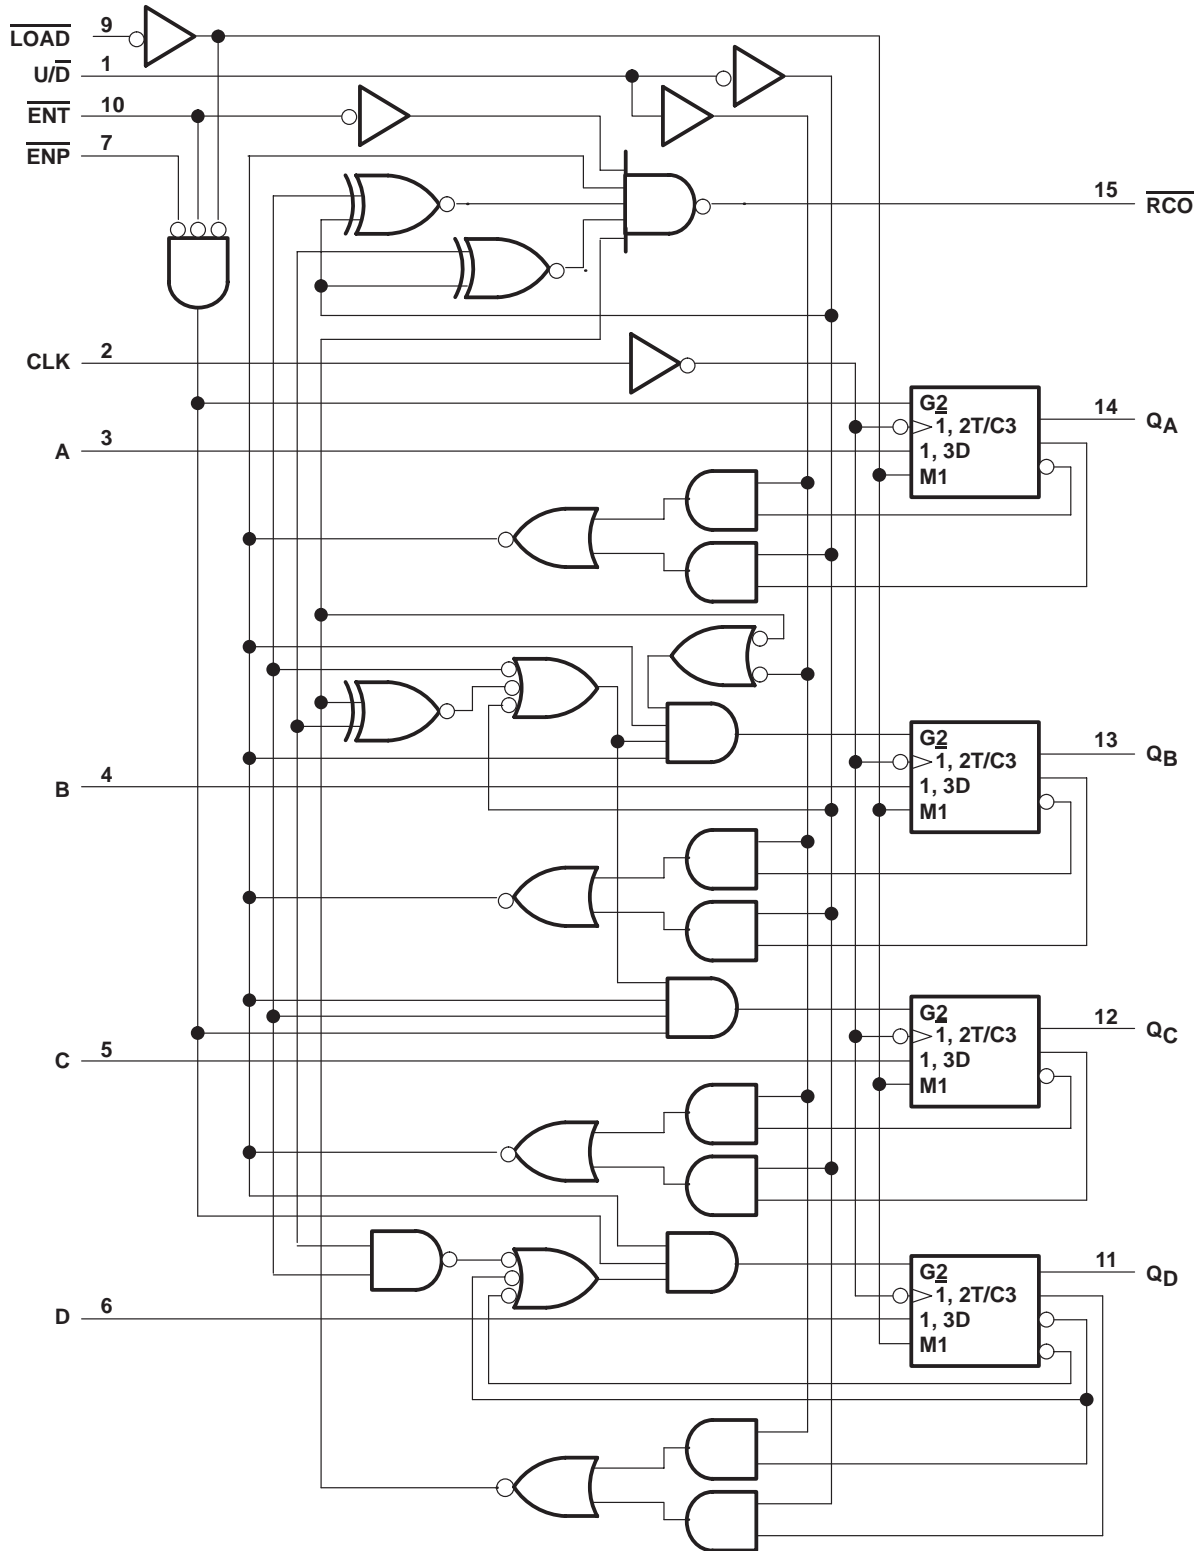 LOAD 9
U/D 1
ENT 10
ENP 7
15 RCO
CLK 2
G2
1, 2T/C3
1, 3D
M1
14 QA
A 3
G2
1, 2T/C3
1, 3D
M1
13 QB
B 4
G2
1, 2T/C3
1, 3D
M1
12 QC
C 5
G2
1, 2T/C3
1, 3D
M1
11 QD
D 6